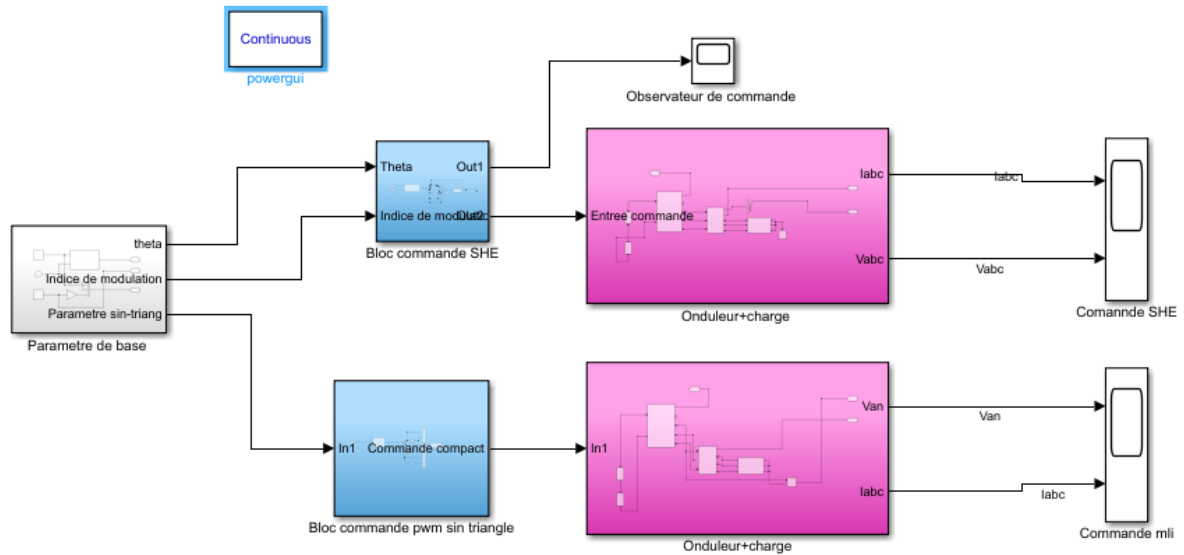 Continuous
powergui
Observateur de commande
Theta
Out1
Indice de modulatic
Out2
Bloc commande SHE
Entree commande
Iabc
Vabc
Onduleur+charge
Iabc
Vabc
Comannde SHE
theta
Indice de modulation
Parametre sin-triang
Parametre de base
In1
Commande compact
Bloc commande pwm sin triangle
In1
Van
Iabc
Onduleur+charge
Van
Iabc
Commande mli